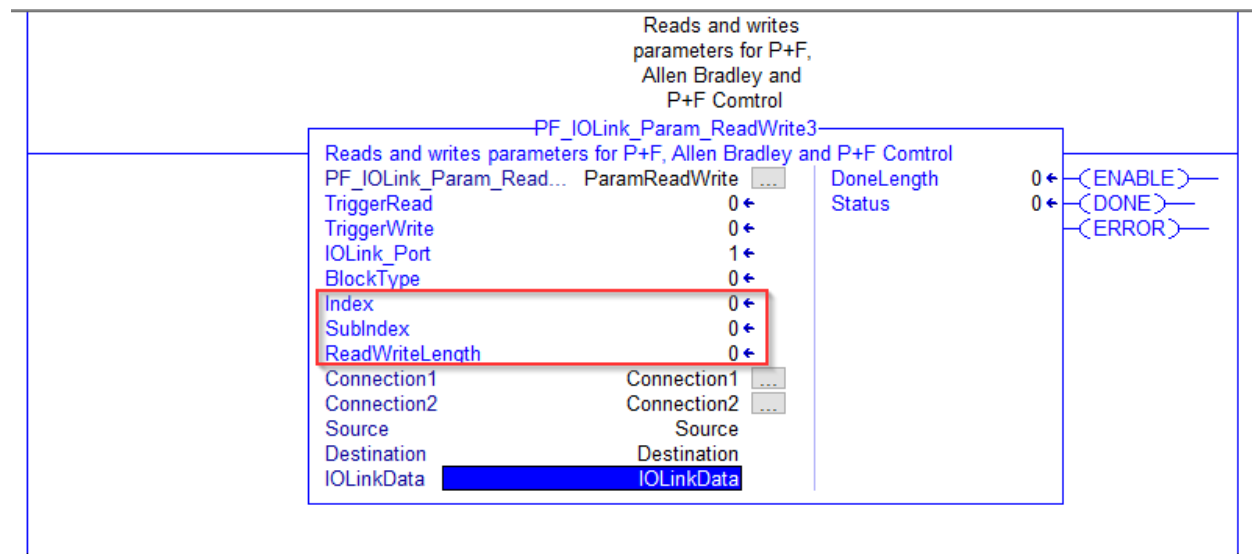 Reads and writes
parameters for P+F,
Allen Bradley and
P+F Comtrol
PF_IOLink_Param_ReadWrite3
Reads and writes parameters for P+F, Allen Bradley and P+F Comtrol
PF_IOLink_Param_Read... ParamReadWrite ... DoneLength 0 (ENABLE)
TriggerRead 0 Status 0 (DONE)
TriggerWrite 0 (ERROR)
IOLink_Port 1
BlockType 0
Index 0
SubIndex 0
ReadWriteLength 0
Connection1 Connection1 ...
Connection2 Connection2 ...
Source Source
Destination Destination
IOLinkData IOLinkData